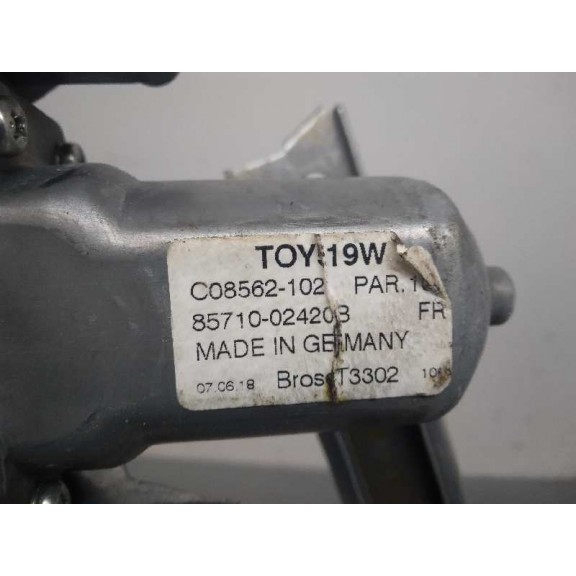 TOY 19W
C08562-102 PAR.
85710-02420B FR
MADE IN GERMANY
07.06.18 Brose T3302